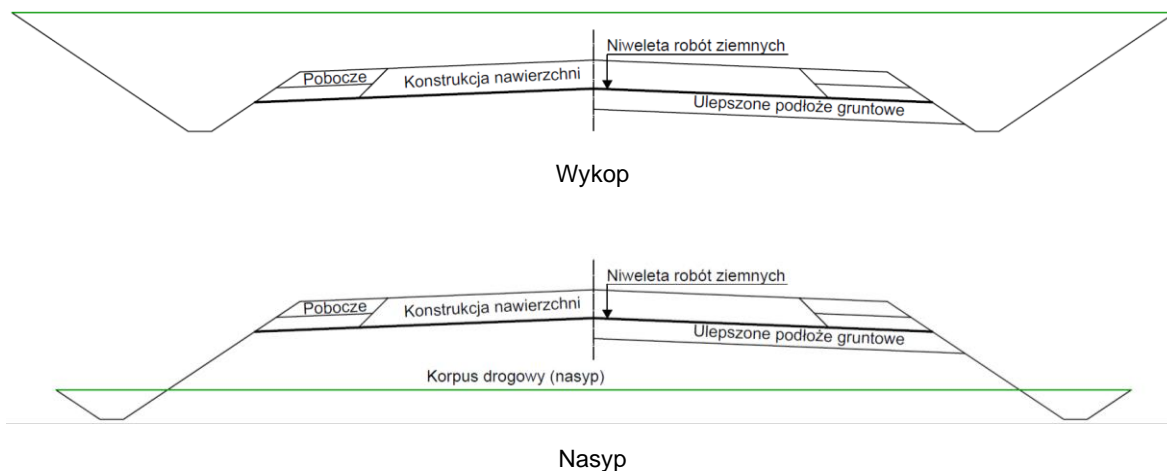 Niweleta robót ziemnych
Pobocze
Konstrukcja nawierzchni
Ulepszone podłoże gruntowe
Wykop
Niweleta robót ziemnych
Pobocze
Konstrukcja nawierzchni
Ulepszone podłoże gruntowe
Korpus drogowy (nasyp)
Nasyp